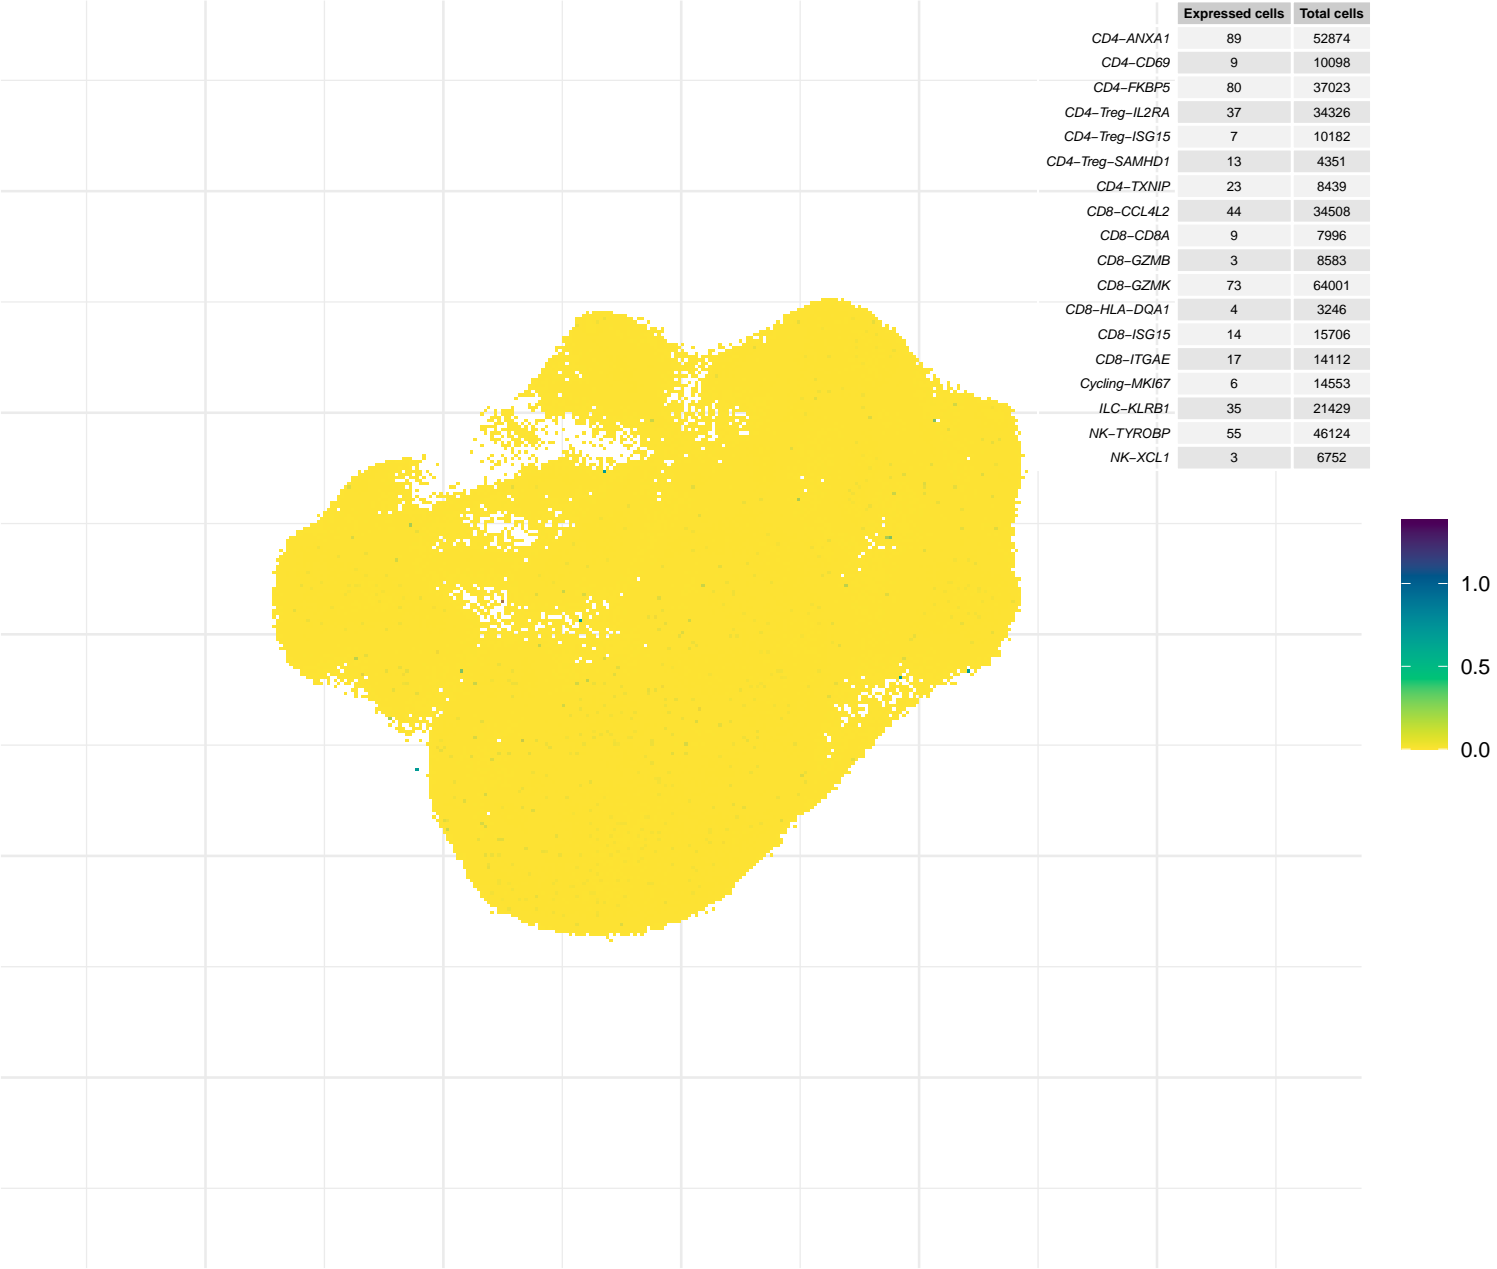 Expressed cells Total cells
CD4−ANXA1 89 52874
CD4−CD69 9 10098
CD4−FKBP5 80 37023
CD4−Treg−IL2RA 37 34326
CD4−Treg−ISG15 7 10182
CD4−Treg−SAMHD1 13 4351
CD4−TXNIP 23 8439
CD8−CCL4L2 44 34508
CD8−CD8A 9 7996
CD8−GZMB 3 8583
CD8−GZMK 73 64001
CD8−HLA−DQA1 4 3246
CD8−ISG15 14 15706
CD8−ITGAE 17 14112
Cycling−MKI67 6 14553
ILC−KLRB1 35 21429
NK−TYROBP 55 46124
NK−XCL1 3 6752
1.0
0.5
0.0